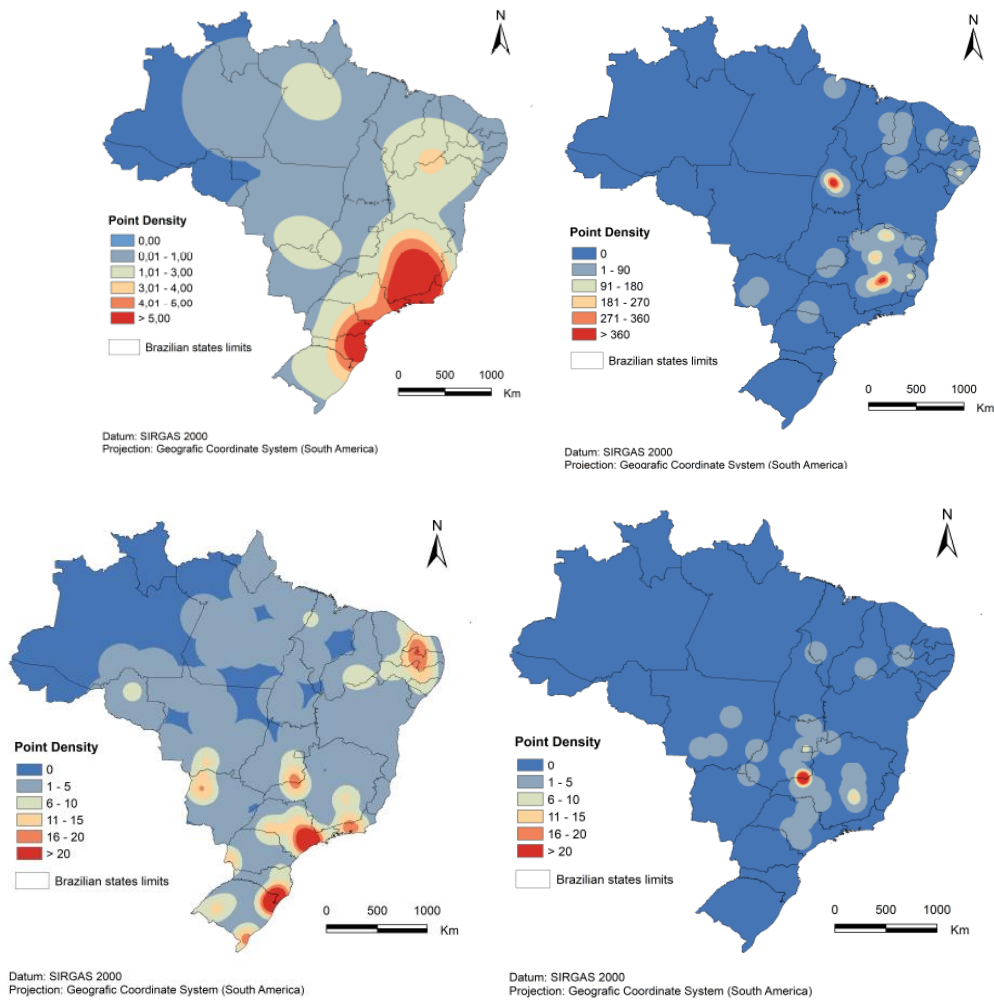 N
Point Density
0,00
0,01 - 1,00
1,01 - 3,00
3,01 - 4,00
4,01 - 5,00
> 5,00
Brazilian states limits
0 500 1000
Km
Datum: SIRGAS 2000
Projection: Geografic Coordinate System (South America)
N
Point Density
0
1 - 90
91 - 180
181 - 270
271 - 360
> 360
Brazilian states limits
0 500 1000
Km
Datum: SIRGAS 2000
Projection: Geografic Coordinate System (South America)
N
Point Density
0
1 - 5
6 - 10
11 - 15
16 - 20
> 20
Brazilian states limits
0 500 1000
Km
Datum: SIRGAS 2000
Projection: Geografic Coordinate System (South America)
N
Point Density
0
1 - 5
6 - 10
11 - 15
16 - 20
> 20
Brazilian states limits
0 500 1000
Km
Datum: SIRGAS 2000
Projection: Geografic Coordinate System (South America)